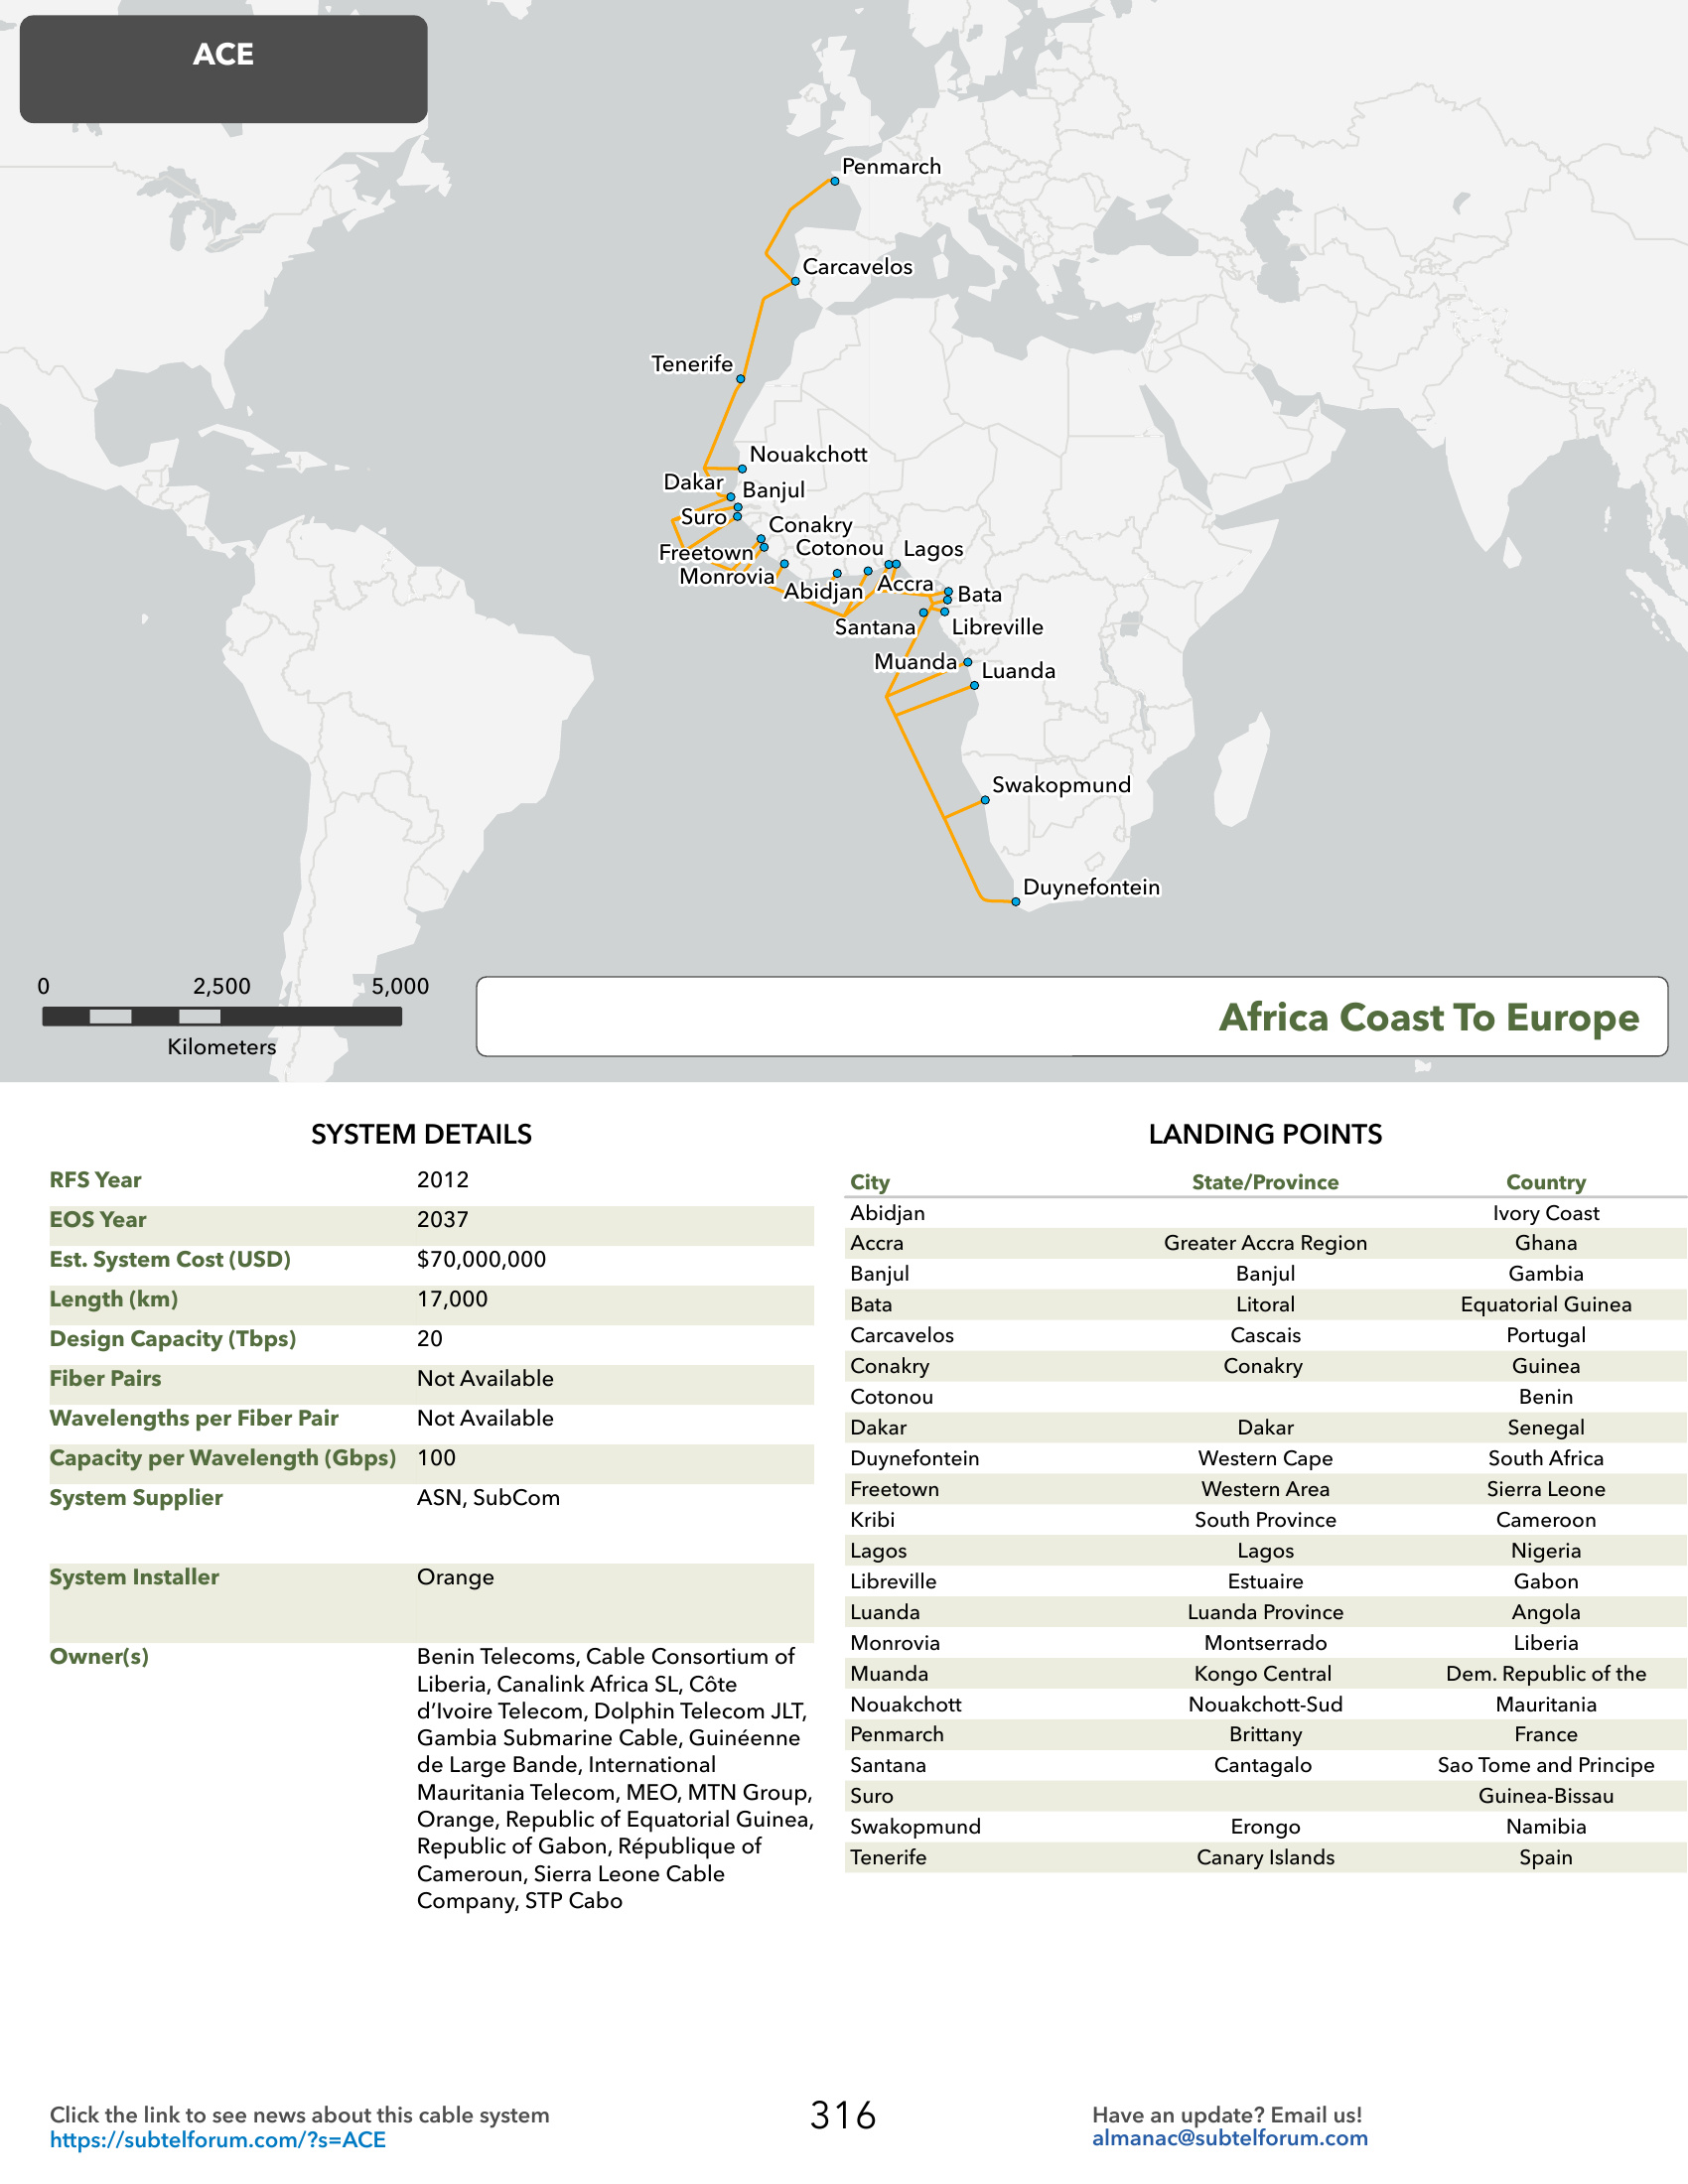 ACE
Penmarch
Carcavelos
Tenerife
Nouakchott
Dakar
Banjul
Suro
Conakry
Freetown
Cotonou
Lagos
Monrovia
Abidjan
Accra
Bata
Santana
Libreville
Muanda
Luanda
Swakopmund
Duynefontein
0 2,500 5,000
Kilometers
Africa Coast To Europe
SYSTEM DETAILS
RFS Year 2012
EOS Year 2037
Est. System Cost (USD) $70,000,000
Length (km) 17,000
Design Capacity (Tbps) 20
Fiber Pairs Not Available
Wavelengths per Fiber Pair Not Available
Capacity per Wavelength (Gbps) 100
System Supplier ASN, SubCom
System Installer Orange
Owner(s) Benin Telecoms, Cable Consortium of
Liberia, Canalink Africa SL, Côte
d’Ivoire Telecom, Dolphin Telecom JLT,
Gambia Submarine Cable, Guinéenne
de Large Bande, International
Mauritania Telecom, MEO, MTN Group,
Orange, Republic of Equatorial Guinea,
Republic of Gabon, République of
Cameroun, Sierra Leone Cable
Company, STP Cabo
LANDING POINTS
City State/Province Country
Abidjan Ivory Coast
Accra Greater Accra Region Ghana
Banjul Banjul Gambia
Bata Litoral Equatorial Guinea
Carcavelos Cascais Portugal
Conakry Conakry Guinea
Cotonou Benin
Dakar Dakar Senegal
Duynefontein Western Cape South Africa
Freetown Western Area Sierra Leone
Kribi South Province Cameroon
Lagos Lagos Nigeria
Libreville Estuaire Gabon
Luanda Luanda Province Angola
Monrovia Montserrado Liberia
Muanda Kongo Central Dem. Republic of the
Nouakchott Nouakchott-Sud Mauritania
Penmarch Brittany France
Santana Cantagalo Sao Tome and Principe
Suro Guinea-Bissau
Swakopmund Erongo Namibia
Tenerife Canary Islands Spain
Click the link to see news about this cable system
https://subtelforum.com/?s=ACE
316
Have an update? Email us!
almanac@subtelforum.com